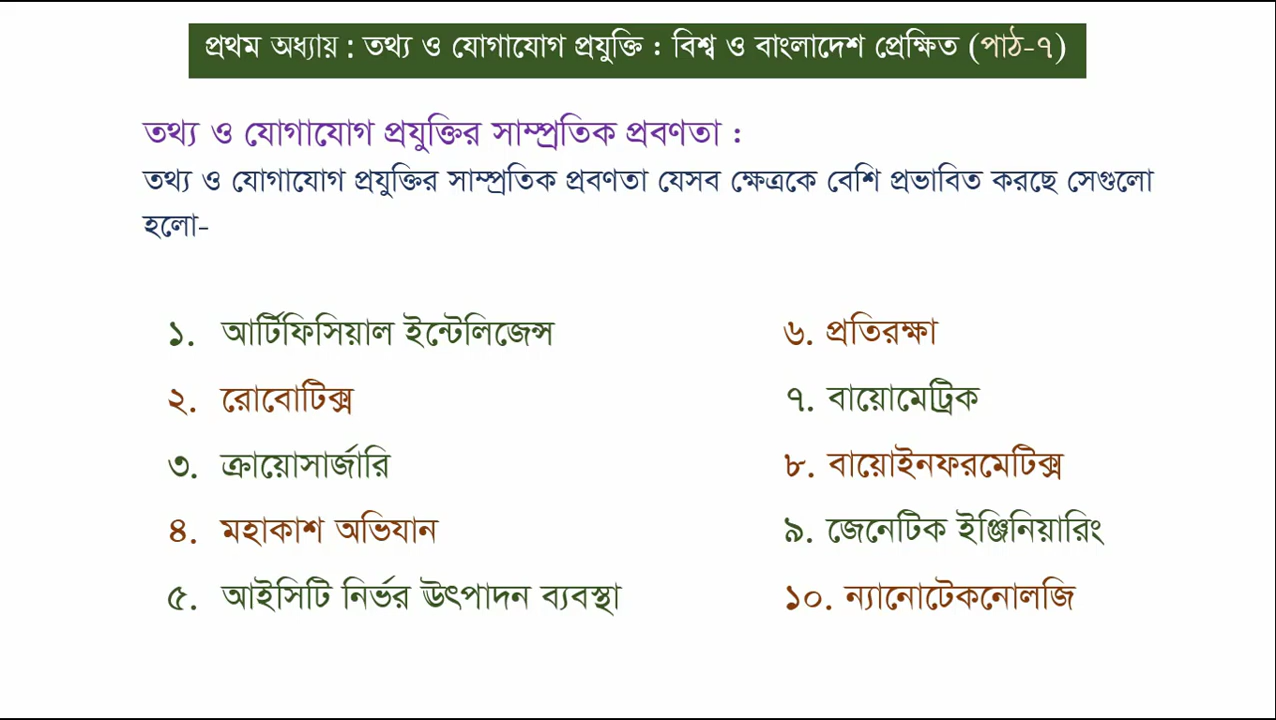 প্রথম অধ্যায় : তথ্য ও যোগাযোগ প্রযুক্তি : বিশ্ব ও বাংলাদেশ প্রেক্ষিত (পাঠ-৭)
তথ্য ও যোগাযোগ প্রযুক্তির সাম্প্রতিক প্রবণতা :
তথ্য ও যোগাযোগ প্রযুক্তির সাম্প্রতিক প্রবণতা যেসব ক্ষেত্রকে বেশি প্রভাবিত করছে সেগুলো
হলো-
১. আর্টিফিসিয়াল ইন্টেলিজেন্স
২. রোবোটিক্স
৩. ক্রায়োসার্জারি
৪. মহাকাশ অভিযান
৫. আইসিটি নির্ভর উৎপাদন ব্যবস্থা
৬. প্রতিরক্ষা
৭. বায়োমেট্রিক
৮. বায়োইনফরমেটিক্স
৯. জেনেটিক ইঞ্জিনিয়ারিং
১০. ন্যানোটেকনোলজি